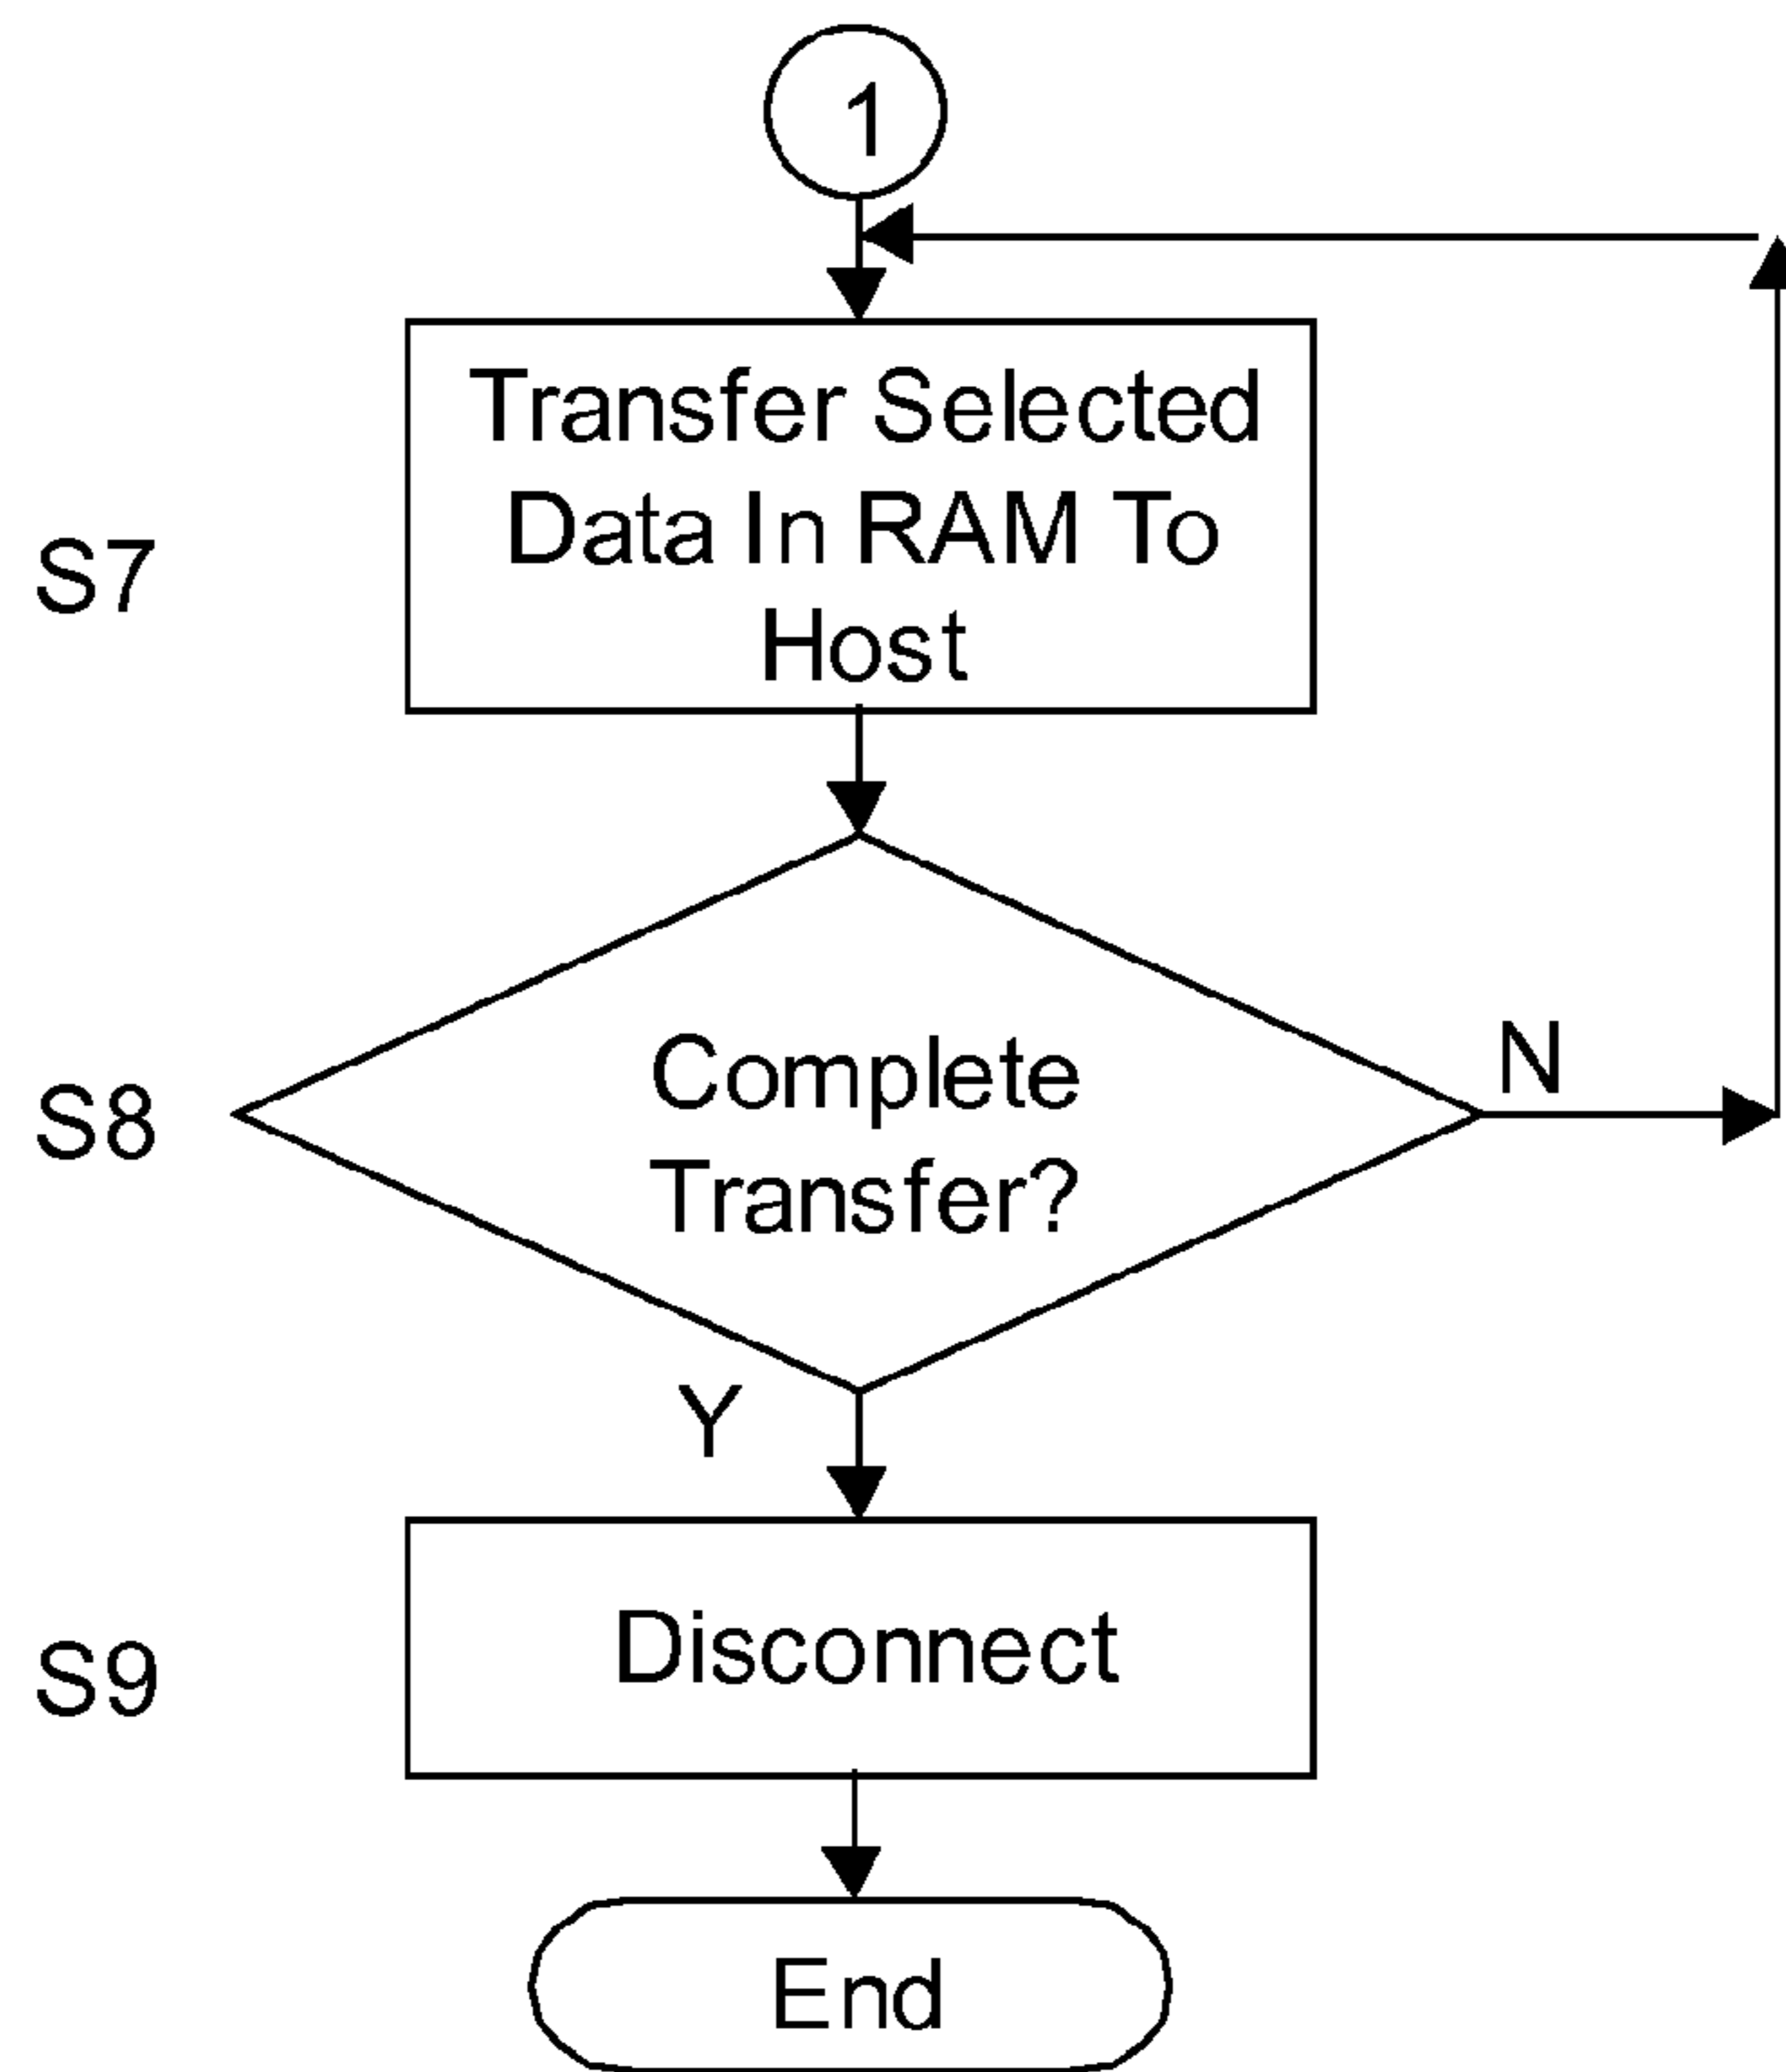 1
Transfer Selected
Data In RAM To
Host
S7
Complete
Transfer?
S8
N
Y
Disconnect
S9
End